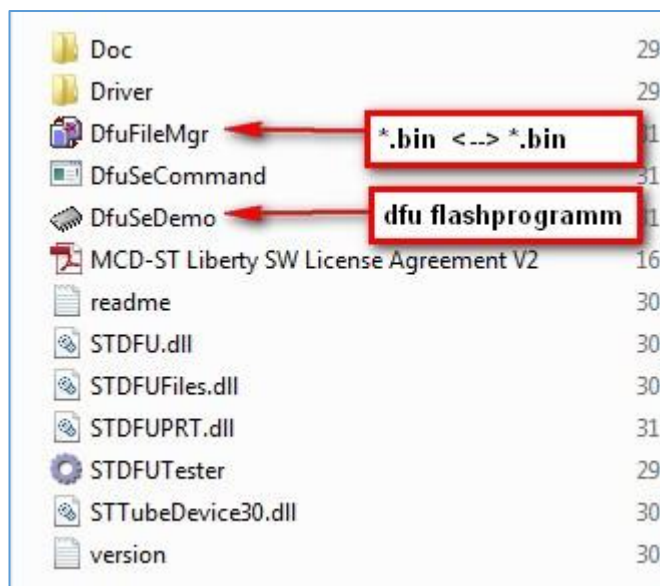 Doc 29
Driver 29
DfuFileMgr *.bin <--> *.bin 31
DfuSeCommand 31
DfuSeDemo dfu flashprogramm 31
MCD-ST Liberty SW License Agreement V2 16
readme 30
STDFU.dll 30
STDFUFiles.dll 30
STDFUPRT.dll 31
STDFUTester 29
STTubeDevice30.dll 30
version 30